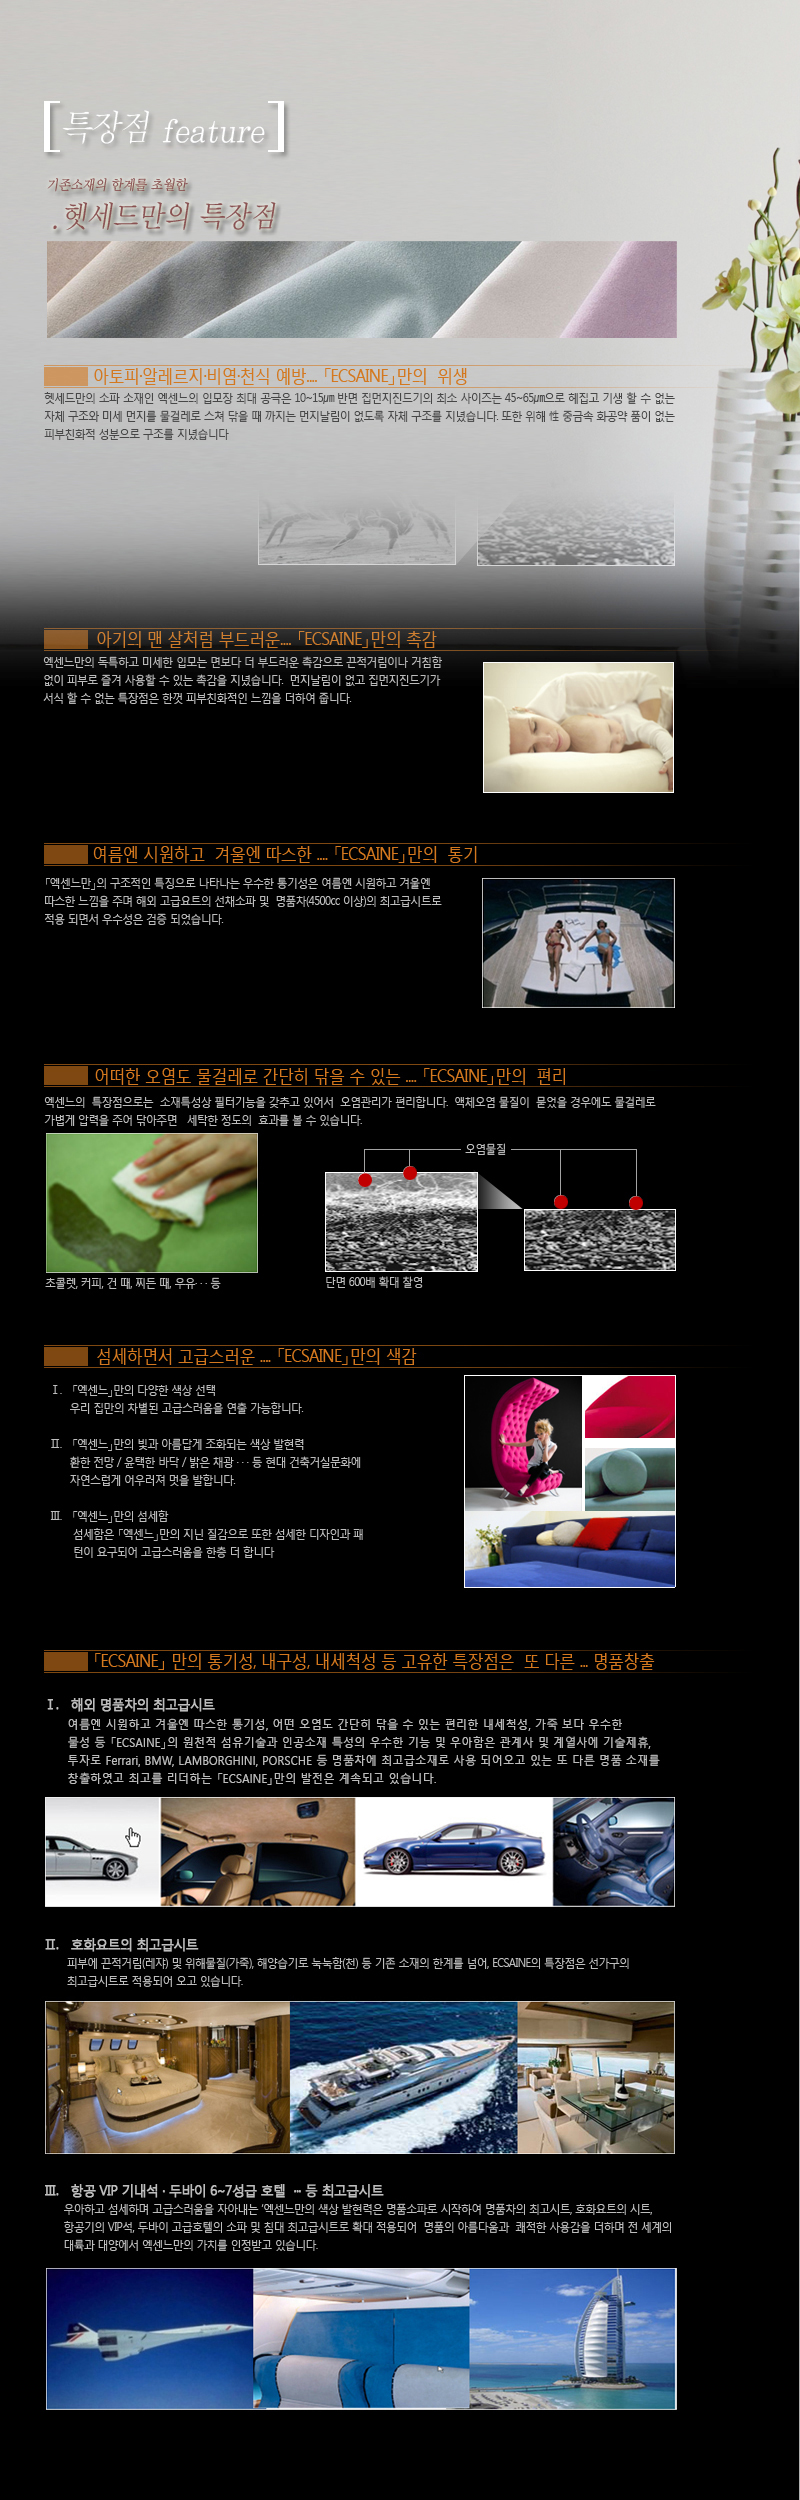 [특장점 feature]
기존소재의 한계를 초월한
. 헷세드만의 특장점
아토피·알레르지·비염·천식 예방.... 「ECSAINE」만의 위생
헷세드만의 소파 소재인 엑센느의 입모장 최대 공극은 10~15㎛ 반면 집먼지진드기의 최소 사이즈는 45~65㎛으로 헤집고 기생 할 수 없는
자체 구조와 미세 먼지를 물걸레로 스쳐 닦을 때 까지는 먼지날림이 없도록 자체 구조를 지녔습니다. 또한 위해 性 중금속 화공약 품이 없는
피부친화적 성분으로 구조를 지녔습니다
아기의 맨 살처럼 부드러운.... 「ECSAINE」만의 촉감
엑센느만의 독특하고 미세한 입모는 면보다 더 부드러운 촉감으로 끈적거림이나 거침함
없이 피부로 즐겨 사용할 수 있는 촉감을 지녔습니다. 먼지날림이 없고 집먼지진드기가
서식 할 수 없는 특장점은 한껏 피부친화적인 느낌을 더하여 줍니다.
여름엔 시원하고 겨울엔 따스한 .... 「ECSAINE」만의 통기
「엑센느만」의 구조적인 특징으로 나타나는 우수한 통기성은 여름엔 시원하고 겨울엔
따스한 느낌을 주며 해외 고급요트의 선채소파 및 명품차(4500cc 이상)의 최고급시트로
적용 되면서 우수성은 검증 되었습니다.
어떠한 오염도 물걸레로 간단히 닦을 수 있는 .... 「ECSAINE」만의 편리
엑센느의 특장점으로는 소재특성상 필터기능을 갖추고 있어서 오염관리가 편리합니다. 액체오염 물질이 묻었을 경우에도 물걸레로
가볍게 압력을 주어 닦아주면 세탁한 정도의 효과를 볼 수 있습니다.
오염물질
초콜렛, 커피, 건 때, 찌든 때, 우유··· 등
단면 600배 확대 촬영
섬세하면서 고급스러운 .... 「ECSAINE」만의 색감
Ⅰ. 「엑센느」만의 다양한 색상 선택
우리 집만의 차별된 고급스러움을 연출 가능합니다.
Ⅱ. 「엑센느」만의 빛과 아름답게 조화되는 색상 발현력
환한 전망 / 윤택한 바닥 / 밝은 채광 ··· 등 현대 건축거실문화에
자연스럽게 어우러져 멋을 발합니다.
Ⅲ. 「엑센느」만의 섬세함
섬세함은 「엑센느」만의 지닌 질감으로 또한 섬세한 디자인과 패
턴이 요구되어 고급스러움을 한층 더 합니다
「ECSAINE」 만의 통기성, 내구성, 내세척성 등 고유한 특장점은 또 다른 ... 명품창출
Ⅰ. 해외 명품차의 최고급시트
여름엔 시원하고 겨울엔 따스한 통기성, 어떤 오염도 간단히 닦을 수 있는 편리한 내세척성, 가죽 보다 우수한
물성 등 「ECSAINE」의 원천적 섬유기술과 인공소재 특성의 우수한 기능 및 우아함은 관계사 및 계열사에 기술제휴,
투자로 Ferrari, BMW, LAMBORGHINI, PORSCHE 등 명품차에 최고급소재로 사용 되어오고 있는 또 다른 명품 소재를
창출하였고 최고를 리더하는 「ECSAINE」만의 발전은 계속되고 있습니다.
Ⅱ. 호화요트의 최고급시트
피부에 끈적거림(레쟈) 및 위해물질(가죽), 해양습기로 눅눅함(천) 등 기존 소재의 한계를 넘어, ECSAINE의 특장점은 선가구의
최고급시트로 적용되어 오고 있습니다.
Ⅲ. 항공 VIP 기내석 · 두바이 6~7성급 호텔 ··· 등 최고급시트
우아하고 섬세하며 고급스러움을 자아내는 '엑센느만의 색상 발현력은 명품소파로 시작하여 명품차의 최고시트, 호화요트의 시트,
항공기의 VIP석, 두바이 고급호텔의 소파 및 침대 최고급시트로 확대 적용되어 명품의 아름다움과 쾌적한 사용감을 더하며 전 세계의
대륙과 대양에서 엑센느만의 가치를 인정받고 있습니다.